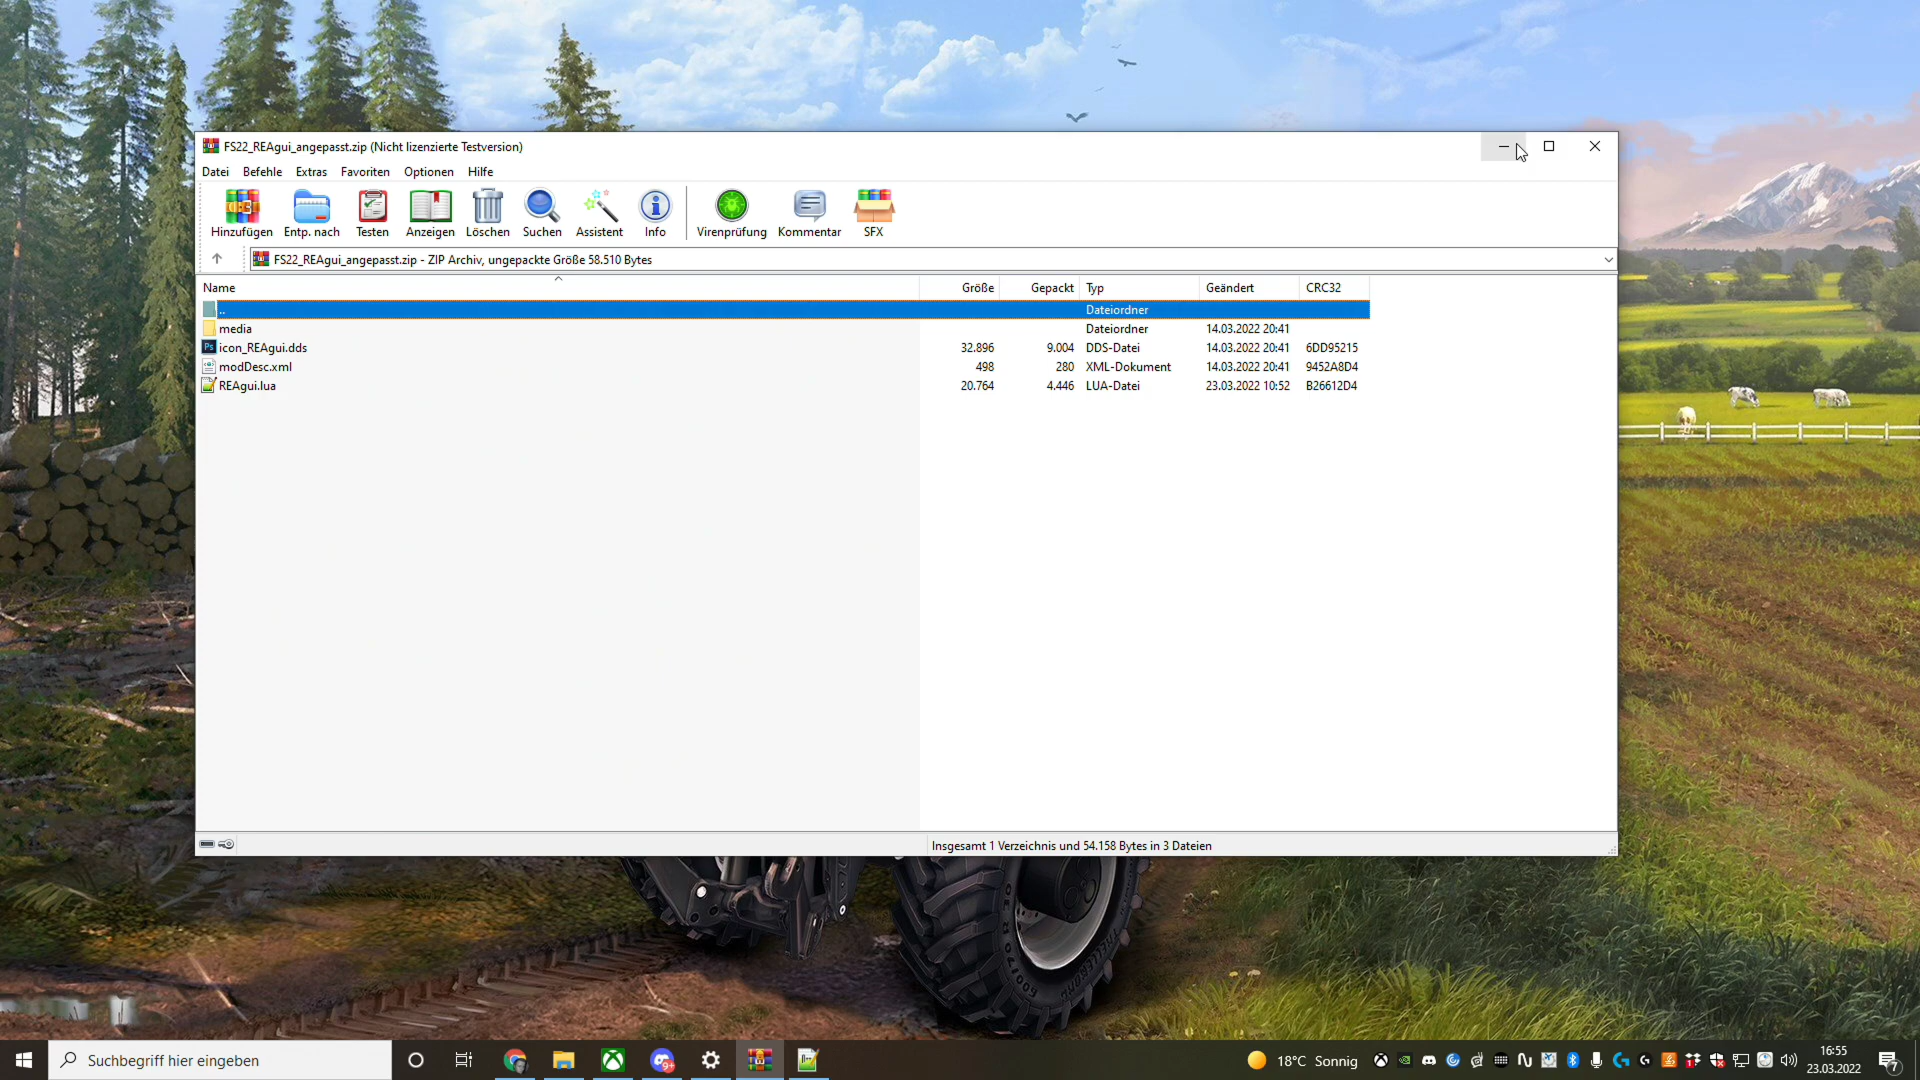 FS22_REAgui_angepasst.zip (Nicht lizenzierte Testversion)
Datei Befehle Extras Favoriten Optionen Hilfe
Hinzufügen Entp. nach Testen Anzeigen Löschen Suchen Assistent Info Virenprüfung Kommentar SFX
FS22_REAgui_angepasst.zip - ZIP Archiv, ungepackte Größe 58.510 Bytes
Name Größe Gepackt Typ Geändert CRC32
.. Dateiordner
media Dateiordner 14.03.2022 20:41
icon_REAgui.dds 32.896 9.004 DDS-Datei 14.03.2022 20:41 6DD95215
modDesc.xml 498 280 XML-Dokument 14.03.2022 20:41 9452A8D4
REAgui.lua 20.764 4.446 LUA-Datei 23.03.2022 10:52 B26612D4
Insgesamt 1 Verzeichnis und 54.158 Bytes in 3 Dateien
Suchbegriff hier eingeben
18°C Sonnig
16:55
23.03.2022
7